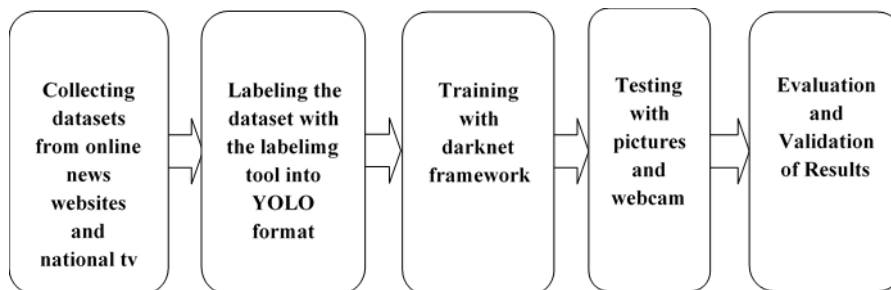 Collecting
datasets
from online
news
websites
and
national tv
Labeling the
dataset with
the labelimg
tool into
YOLO
format
Training
with
darknet
framework
Testing
with
pictures
and
webcam
Evaluation
and
Validation
of Results